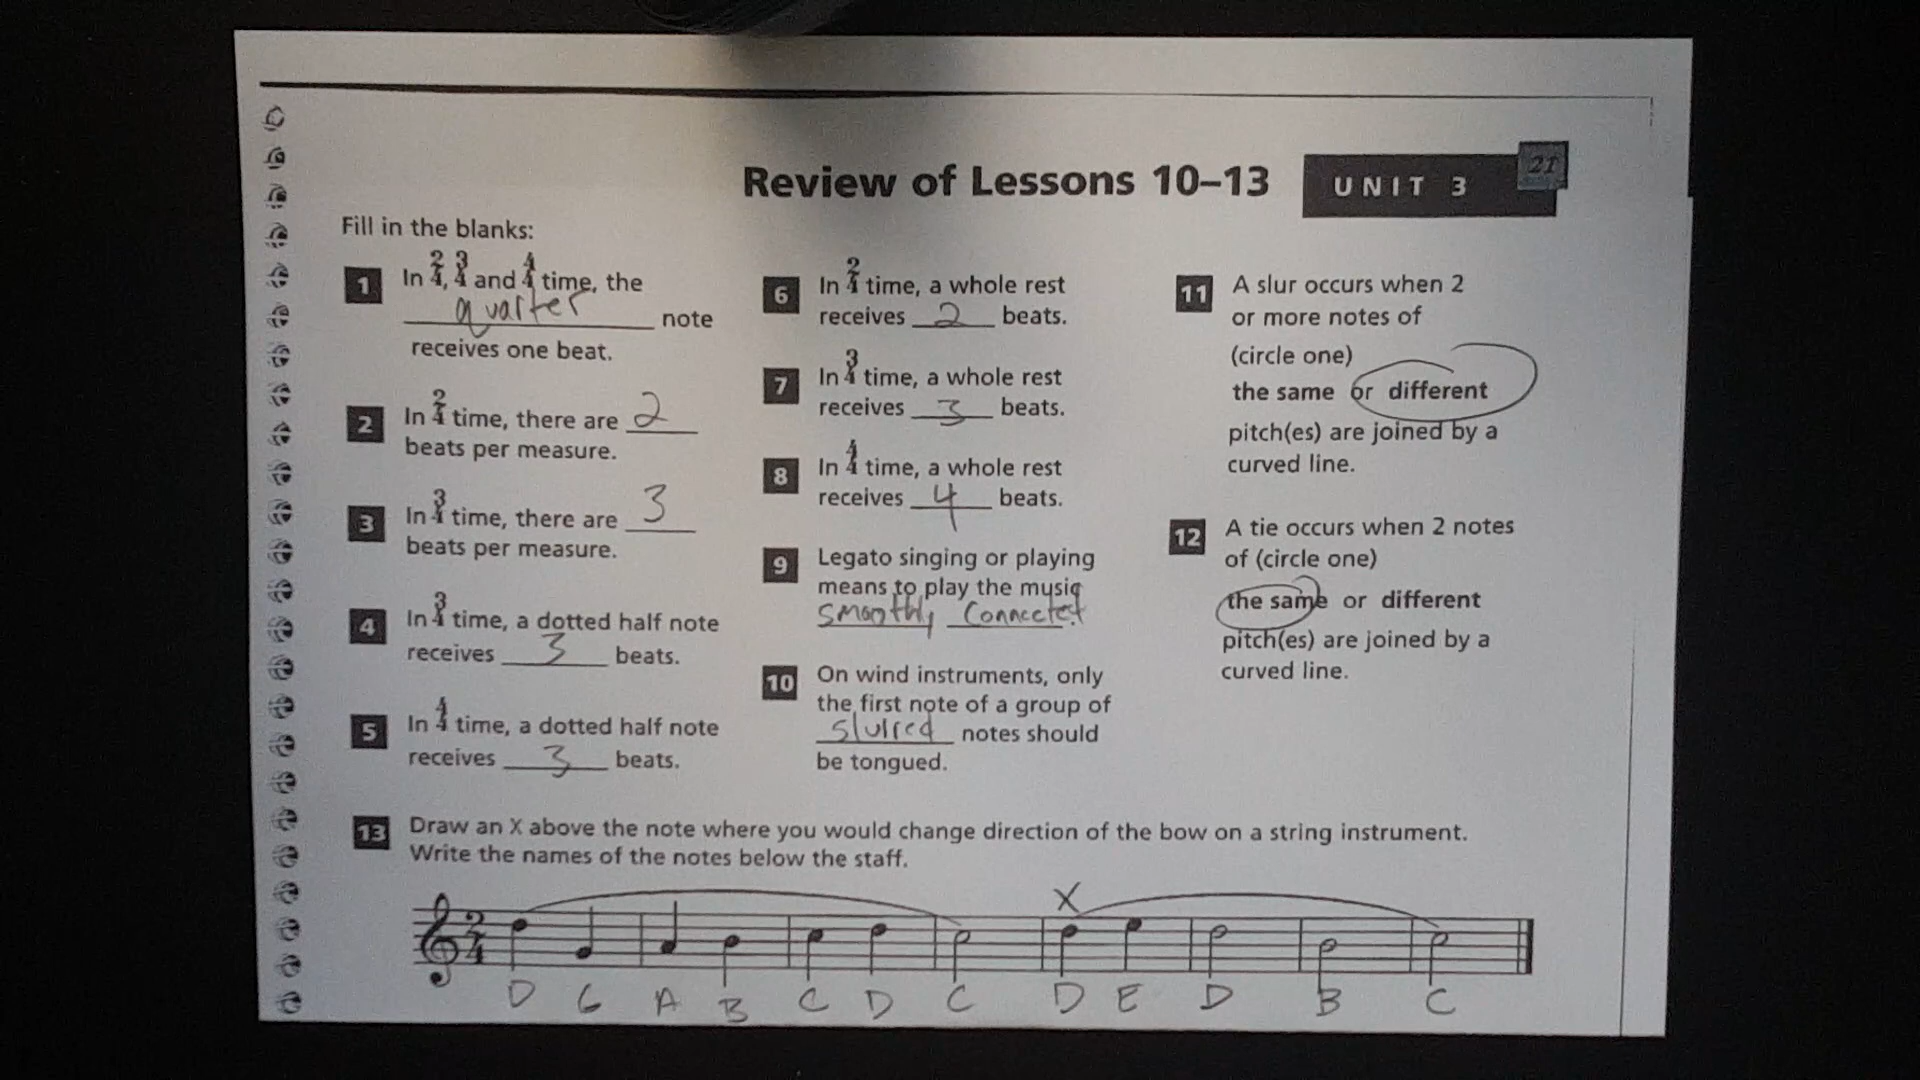 Review of Lessons 10–13
UNIT 3
21
Fill in the blanks:
1 In 2/4, 3/4 and 4/4 time, the
quarter note
receives one beat.
2 In 2/4 time, there are 2
beats per measure.
3 In 3/4 time, there are 3
beats per measure.
4 In 3/4 time, a dotted half note
receives 3 beats.
5 In 4/4 time, a dotted half note
receives 3 beats.
6 In 2/4 time, a whole rest
receives 2 beats.
7 In 3/4 time, a whole rest
receives 3 beats.
8 In 4/4 time, a whole rest
receives 4 beats.
9 Legato singing or playing
means to play the music
smoothly connected.
10 On wind instruments, only
the first note of a group of
slurred notes should
be tongued.
11 A slur occurs when 2
or more notes of
(circle one)
the same or different
pitch(es) are joined by a
curved line.
12 A tie occurs when 2 notes
of (circle one)
the same or different
pitch(es) are joined by a
curved line.
13 Draw an X above the note where you would change direction of the bow on a string instrument.
Write the names of the notes below the staff.
X
2/4
D G A B C D C D E D B C